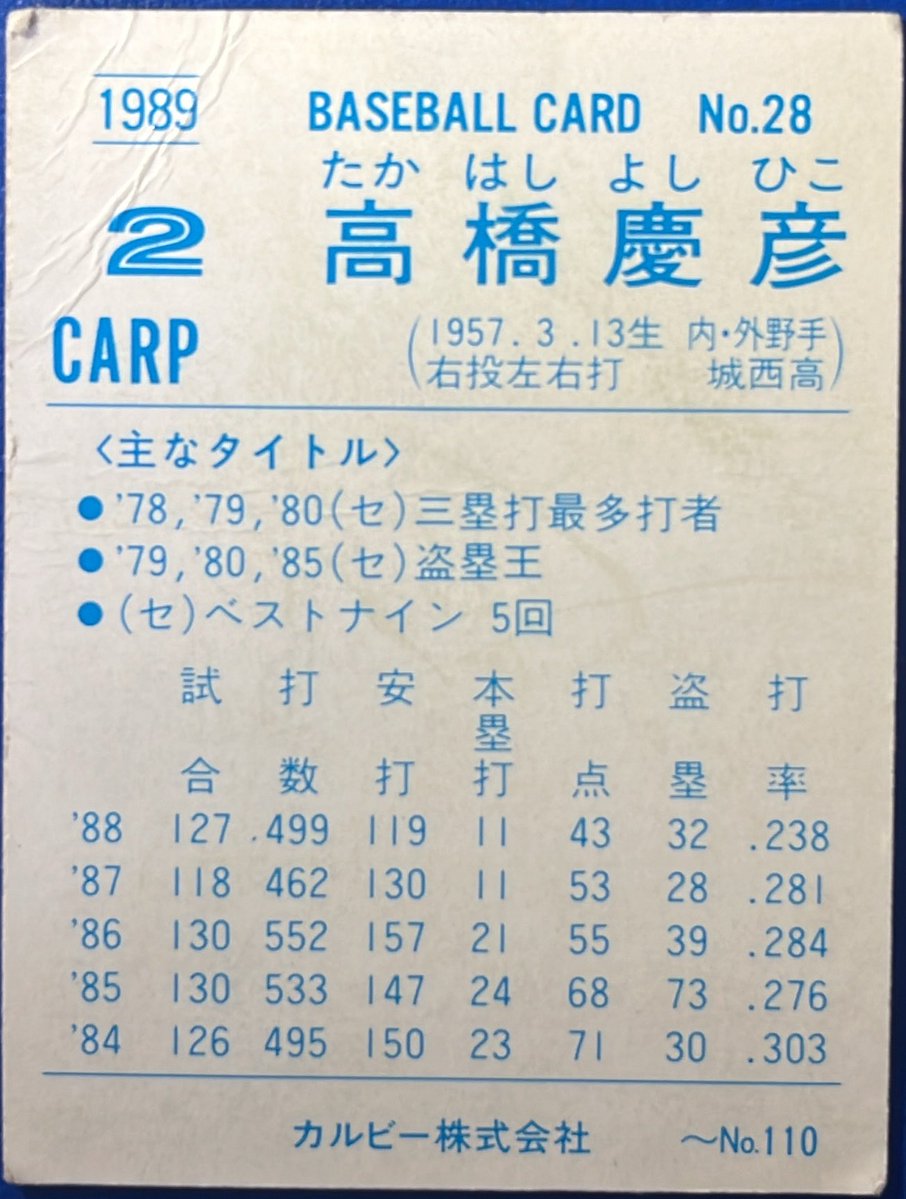 1989 BASEBALL CARD No.28
たか はし よし ひこ
2 高橋慶彦
CARP (1957.3.13生 内・外野手
右投左右打 城西高)
〈主なタイトル〉
●'78,'79,'80(セ)三塁打最多打者
●'79,'80,'85(セ)盗塁王
●(セ)ベストナイン 5回
試合 打数 安打 本塁打 打点 盗塁 打率
'88 127 .499 119 11 43 32 .238
'87 118 462 130 11 53 28 .281
'86 130 552 157 21 55 39 .284
'85 130 533 147 24 68 73 .276
'84 126 495 150 23 71 30 .303
カルビー株式会社 〜No.110